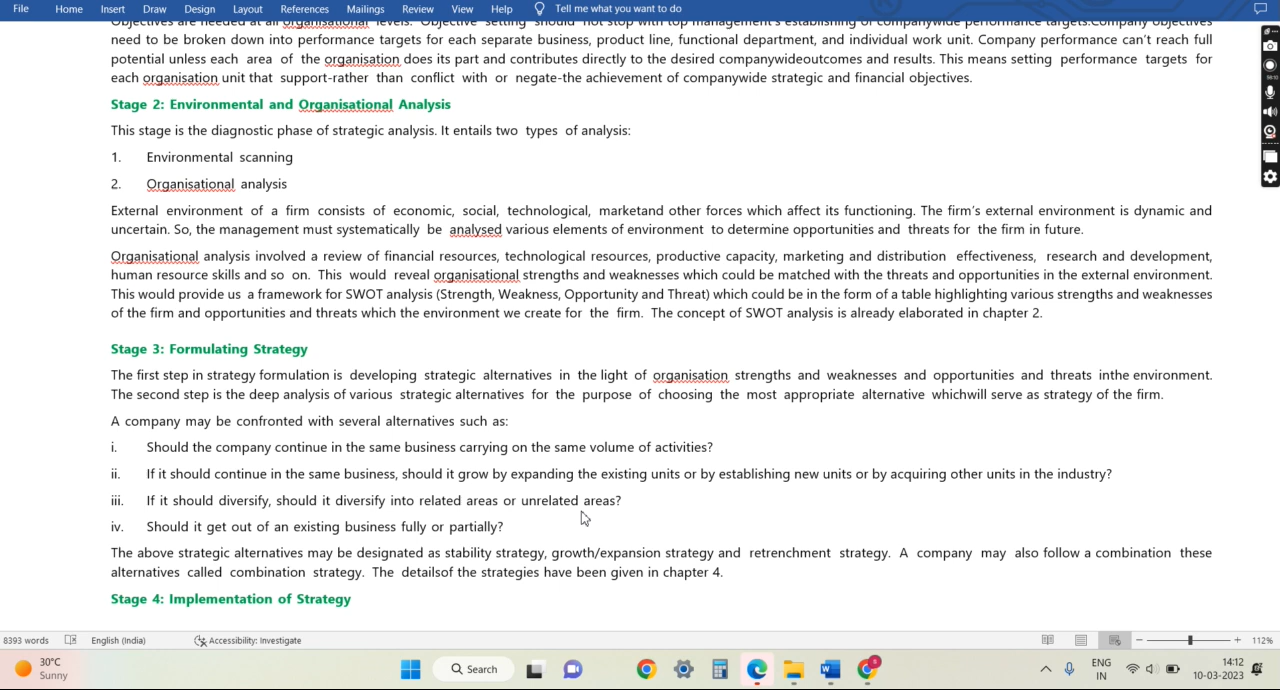 File Home Insert Draw Design Layout References Mailings Review View Help Tell me what you want to do
Objectives are needed at all organisational levels. Objective setting should not stop with top management's establishing of companywide performance targets.Company objectives
need to be broken down into performance targets for each separate business, product line, functional department, and individual work unit. Company performance can't reach full
potential unless each area of the organisation does its part and contributes directly to the desired companywideoutcomes and results. This means setting performance targets for
each organisation unit that support-rather than conflict with or negate-the achievement of companywide strategic and financial objectives.
Stage 2: Environmental and Organisational Analysis
This stage is the diagnostic phase of strategic analysis. It entails two types of analysis:
1. Environmental scanning
2. Organisational analysis
External environment of a firm consists of economic, social, technological, marketand other forces which affect its functioning. The firm's external environment is dynamic and
uncertain. So, the management must systematically be analysed various elements of environment to determine opportunities and threats for the firm in future.
Organisational analysis involved a review of financial resources, technological resources, productive capacity, marketing and distribution effectiveness, research and development,
human resource skills and so on. This would reveal organisational strengths and weaknesses which could be matched with the threats and opportunities in the external environment.
This would provide us a framework for SWOT analysis (Strength, Weakness, Opportunity and Threat) which could be in the form of a table highlighting various strengths and weaknesses
of the firm and opportunities and threats which the environment we create for the firm. The concept of SWOT analysis is already elaborated in chapter 2.
Stage 3: Formulating Strategy
The first step in strategy formulation is developing strategic alternatives in the light of organisation strengths and weaknesses and opportunities and threats inthe environment.
The second step is the deep analysis of various strategic alternatives for the purpose of choosing the most appropriate alternative whichwill serve as strategy of the firm.
A company may be confronted with several alternatives such as:
i. Should the company continue in the same business carrying on the same volume of activities?
ii. If it should continue in the same business, should it grow by expanding the existing units or by establishing new units or by acquiring other units in the industry?
iii. If it should diversify, should it diversify into related areas or unrelated areas?
iv. Should it get out of an existing business fully or partially?
The above strategic alternatives may be designated as stability strategy, growth/expansion strategy and retrenchment strategy. A company may also follow a combination these
alternatives called combination strategy. The detailsof the strategies have been given in chapter 4.
Stage 4: Implementation of Strategy
8393 words English (India) Accessibility: Investigate 112%
30°C
Sunny
Search
ENG
IN
14:12
10-03-2023